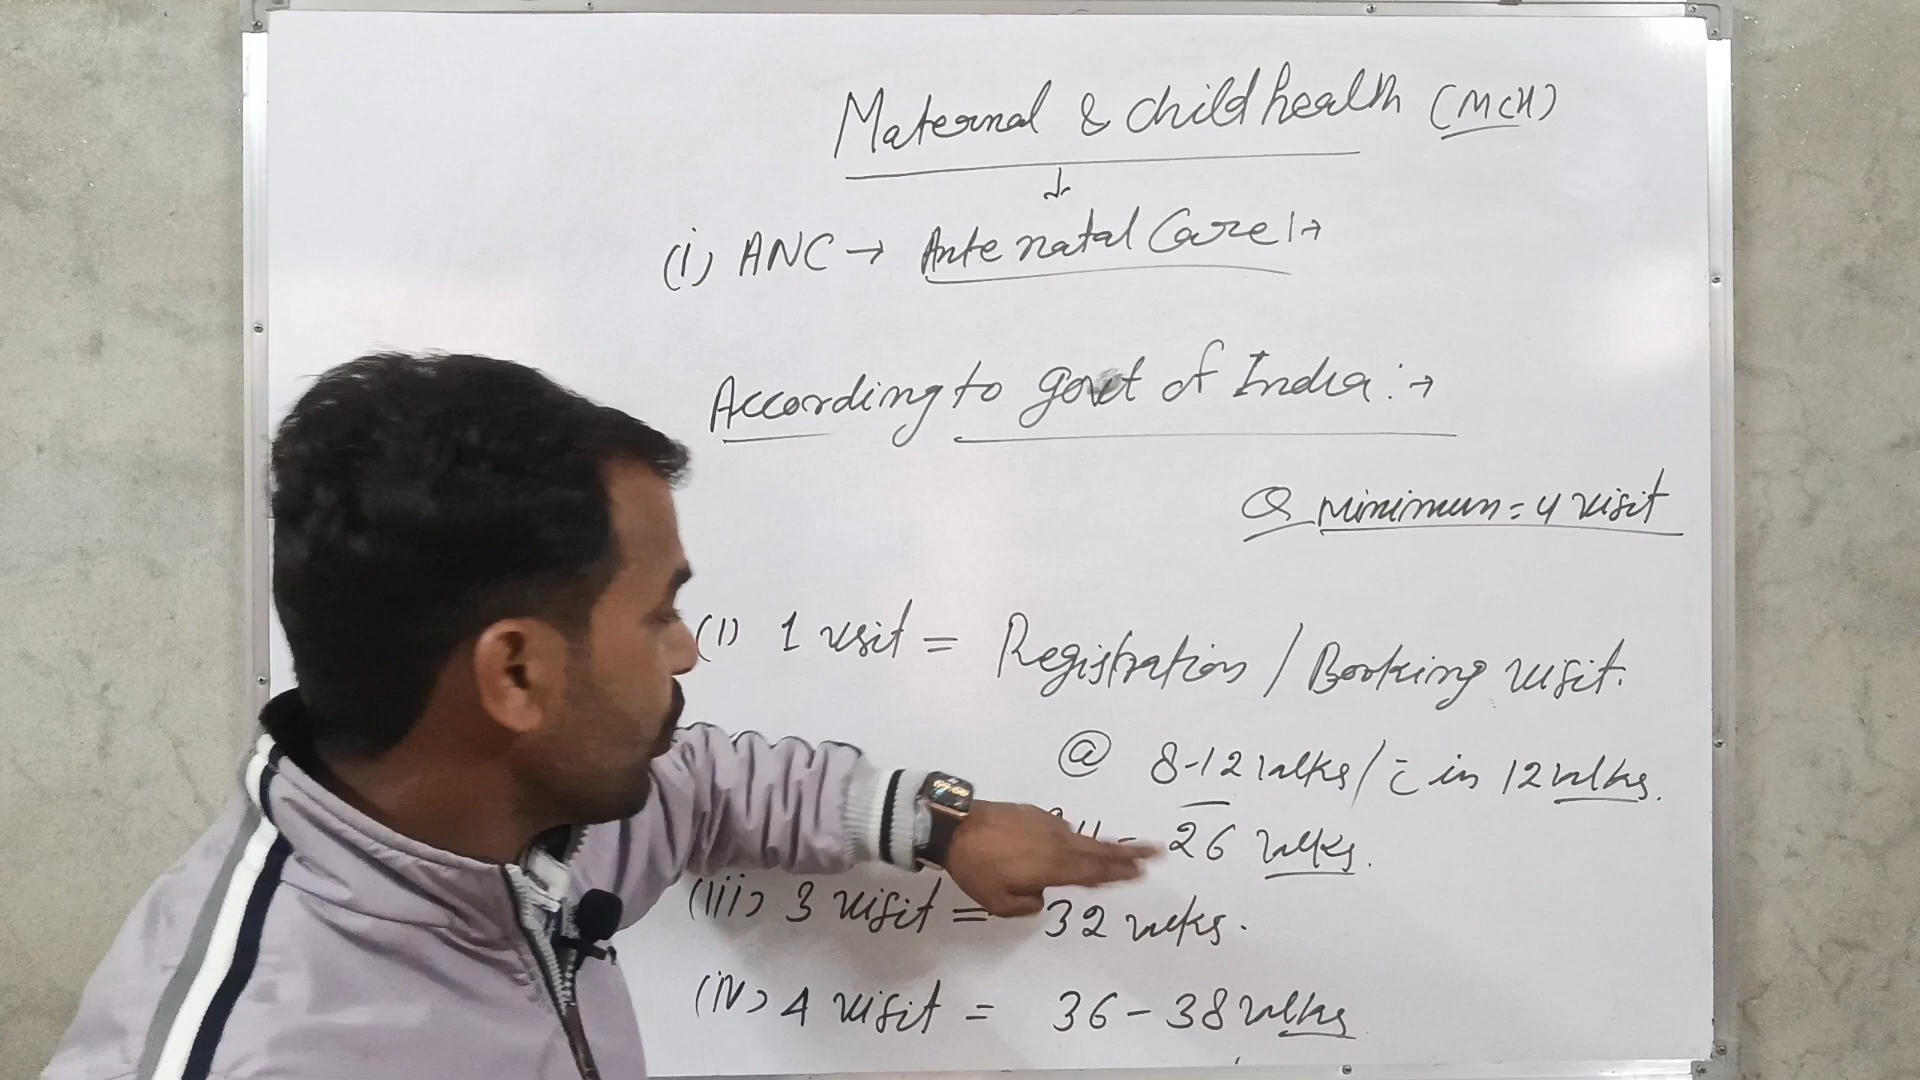 Maternal & child health (MCH)
(i) ANC → Ante natal Care :→
According to govt of India :→
Q Minimum = 4 visit
(1) 1 visit = Registration / Booking visit.
@ 8-12 wks / c̄ in 12 wks.
24 - 26 wks.
(iii) 3 visit = 32 wks.
(iv) 4 visit = 36 - 38 wks